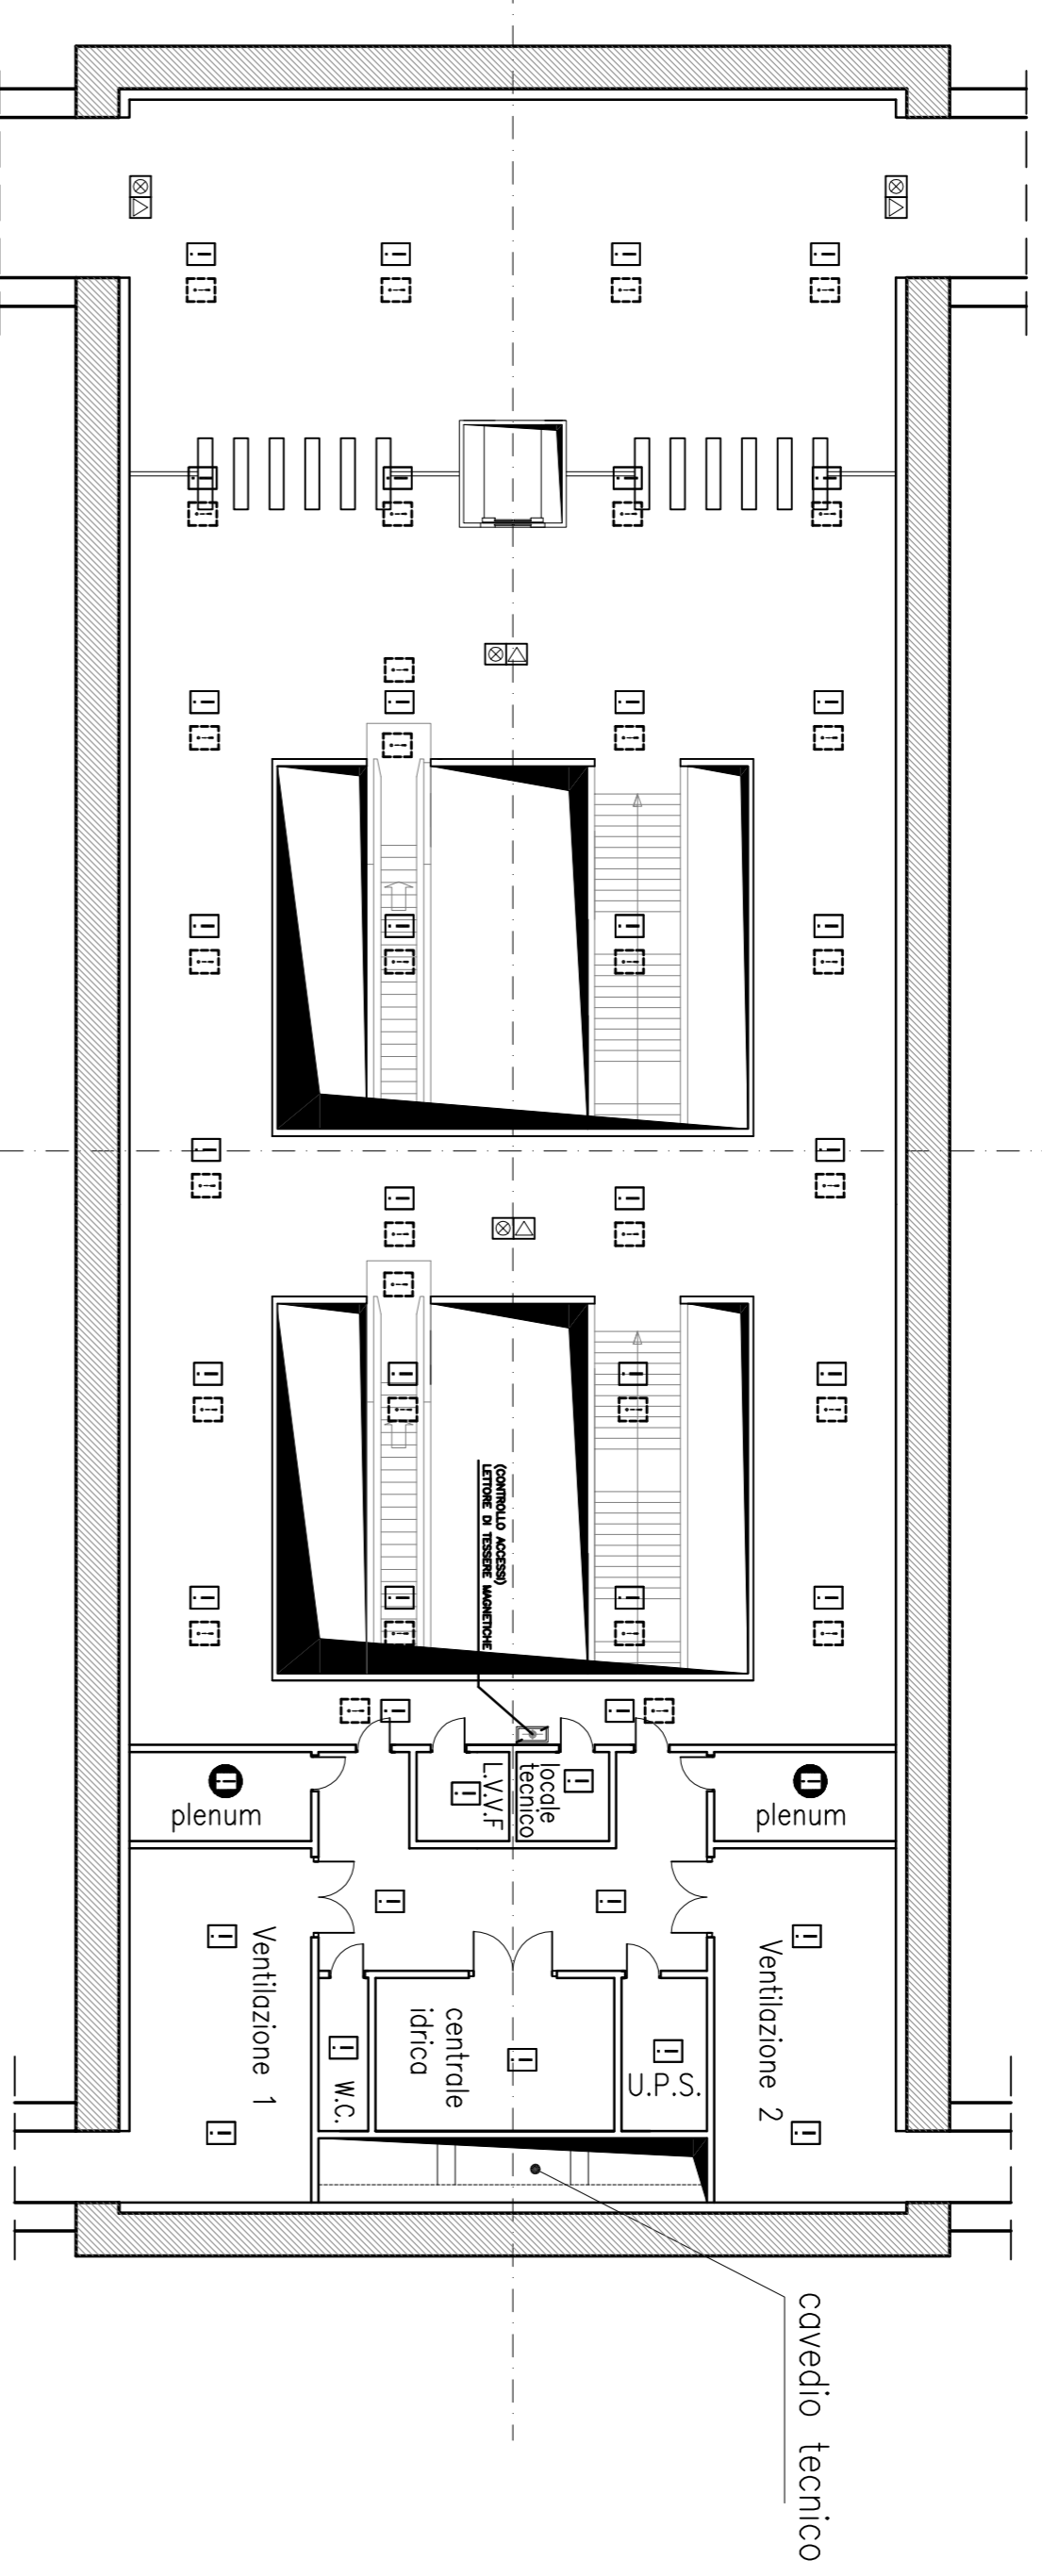 (CONTROLLO ACCESSI)
LETTORE DI TESSERE MAGNETICHE
plenum
L.V.V.F
locale
tecnico
plenum
Ventilazione 1
W.C.
centrale
idrica
U.P.S.
Ventilazione 2
cavedio tecnico